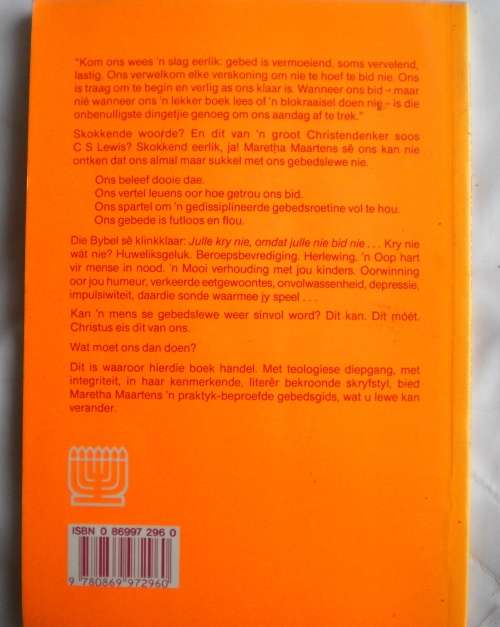 "Kom ons wees 'n slag eerlik: gebed is vermoeiend, soms vervelend,
lastig. Ons verwelkom elke verskoning om nie te hoef te bid nie. Ons
is traag om te begin en verlig as ons klaar is. Wanneer ons bid – maar
nié wanneer ons 'n lekker boek lees of 'n blokraaisel doen nie – is die
onbenulligste dingetjie genoeg om ons aandag af te trek."
Skokkende woorde? En dit van 'n groot Christendenker soos
C S Lewis? Skokkend eerlik, ja! Maretha Maartens sê ons kan nie
ontken dat ons almal maar sukkel met ons gebedslewe nie.
Ons beleef dooie dae.
Ons vertel leuens oor hoe getrou ons bid.
Ons spartel om 'n gedissiplineerde gebedsroetine vol te hou.
Ons gebede is futloos en flou.
Die Bybel sê klinkklaar: Julle kry nie, omdat julle nie bid nie . . . Kry nie
wát nie? Huweliksgeluk. Beroepsbevrediging. Herlewing. 'n Oop hart
vir mense in nood. 'n Mooi verhouding met jou kinders. Oorwinning
oor jou humeur, verkeerde eetgewoontes, onvolwassenheid, depressie,
impulsiwiteit, daardie sonde waarmee jy speel . . .
Kan 'n mens se gebedslewe weer sinvol word? Dit kan. Dit móét.
Christus eis dit van ons.
Wat moet ons dan doen?
Dit is waaroor hierdie boek handel. Met teologiese diepgang, met
integriteit, in haar kenmerkende, literêr bekroonde skryfstyl, bied
Maretha Maartens 'n praktyk-beproefde gebedsgids, wat u lewe kan
verander.
ISBN 0 86997 296 0
9 780869 972960